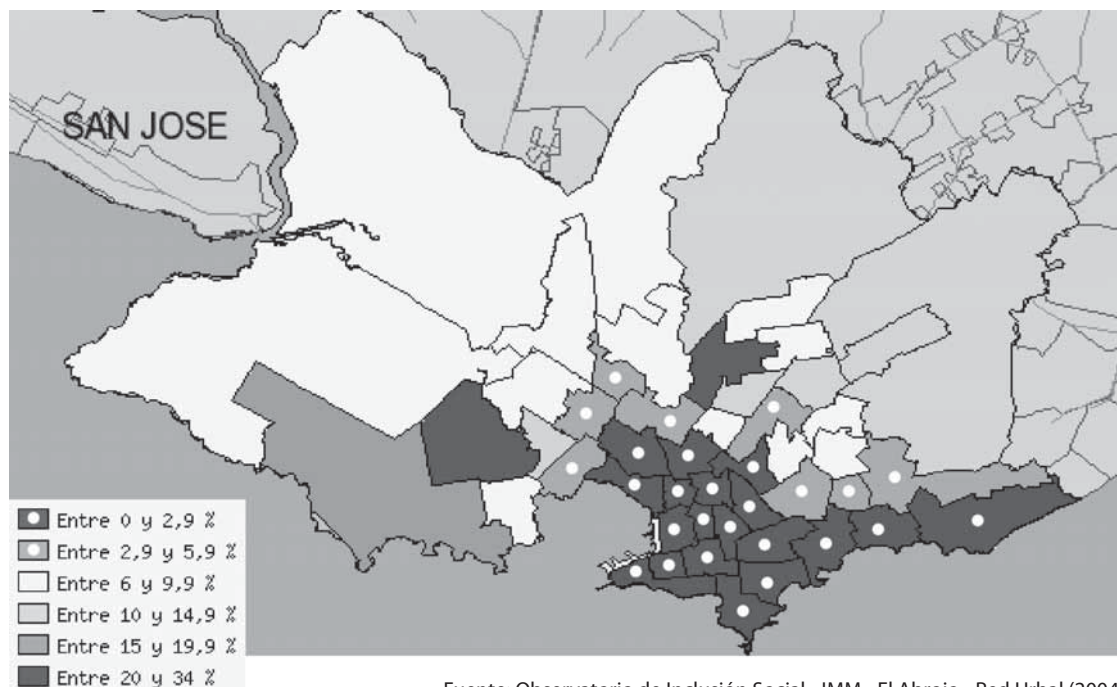 SAN JOSE
Entre 0 y 2,9 %
Entre 2,9 y 5,9 %
Entre 6 y 9,9 %
Entre 10 y 14,9 %
Entre 15 y 19,9 %
Entre 20 y 34 %
Fuente. Observatorio de Inclusión Social - IMM - El Abrojo - Red Urbal (2004